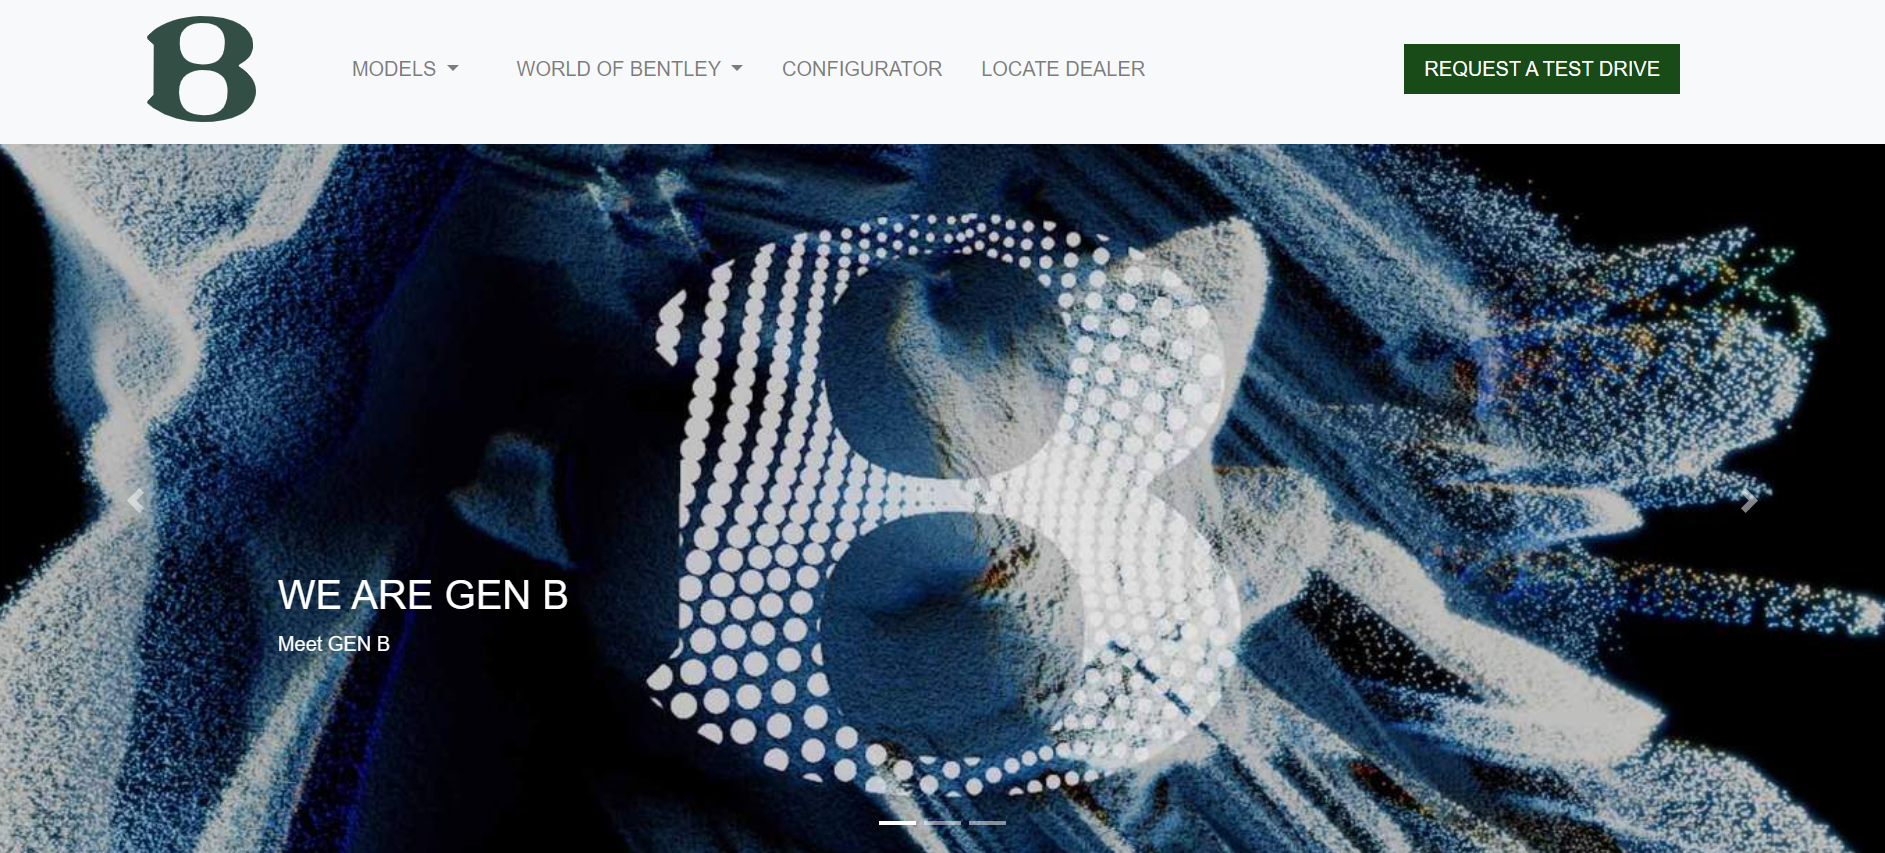 B
MODELS
WORLD OF BENTLEY
CONFIGURATOR
LOCATE DEALER
REQUEST A TEST DRIVE
B
WE ARE GEN B
Meet GEN B